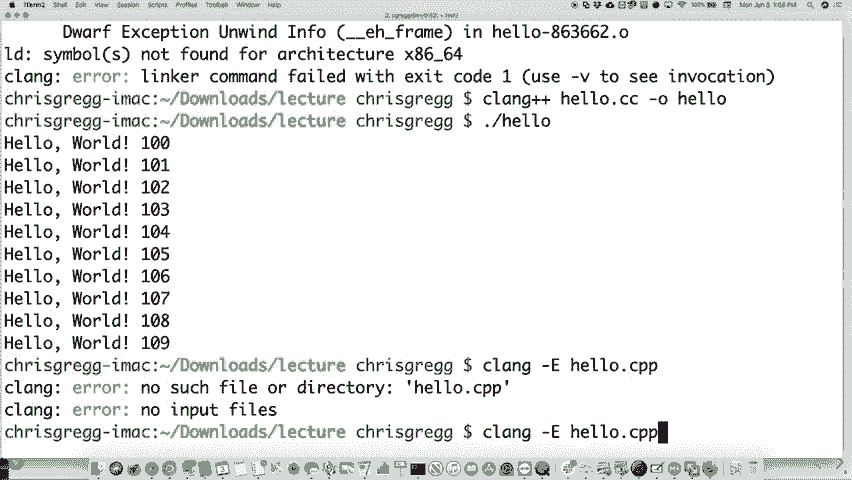 iTerm2 Shell Edit View Session Scripts Profiles Toolbelt Window Help 100% Mon Jun 3 1:56 PM
Dwarf Exception Unwind Info (__eh_frame) in hello-863662.o
ld: symbol(s) not found for architecture x86_64
clang: error: linker command failed with exit code 1 (use -v to see invocation)
chrisgregg-imac:~/Downloads/lecture chrisgregg $ clang++ hello.cc -o hello
chrisgregg-imac:~/Downloads/lecture chrisgregg $ ./hello
Hello, World! 100
Hello, World! 101
Hello, World! 102
Hello, World! 103
Hello, World! 104
Hello, World! 105
Hello, World! 106
Hello, World! 107
Hello, World! 108
Hello, World! 109
chrisgregg-imac:~/Downloads/lecture chrisgregg $ clang -E hello.cpp
clang: error: no such file or directory: 'hello.cpp'
clang: error: no input files
chrisgregg-imac:~/Downloads/lecture chrisgregg $ clang -E hello.cpp